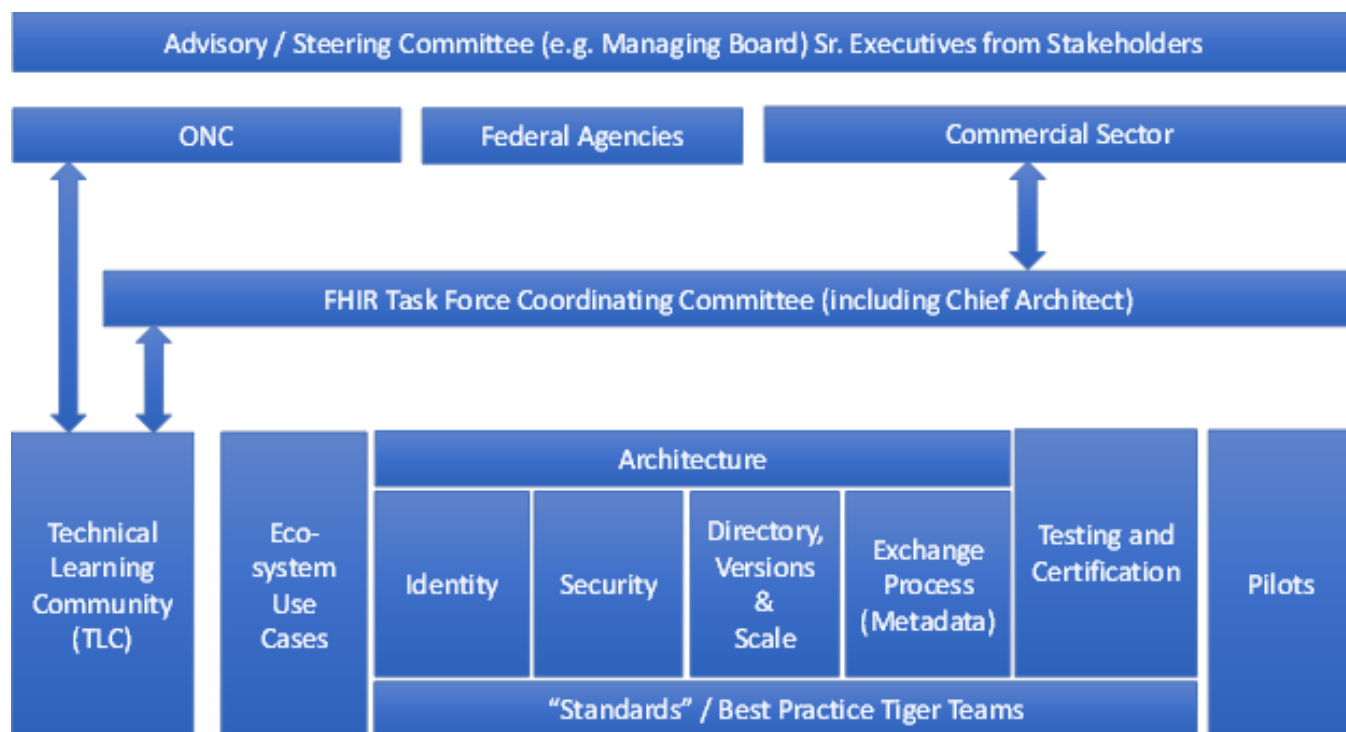 Advisory / Steering Committee (e.g. Managing Board) Sr. Executives from Stakeholders
ONC
Federal Agencies
Commercial Sector
FHIR Task Force Coordinating Committee (including Chief Architect)
Technical
Learning
Community
(TLC)
Eco-
system
Use
Cases
Architecture
Identity
Security
Directory,
Versions
&
Scale
Exchange
Process
(Metadata)
Testing and
Certification
Pilots
“Standards” / Best Practice Tiger Teams